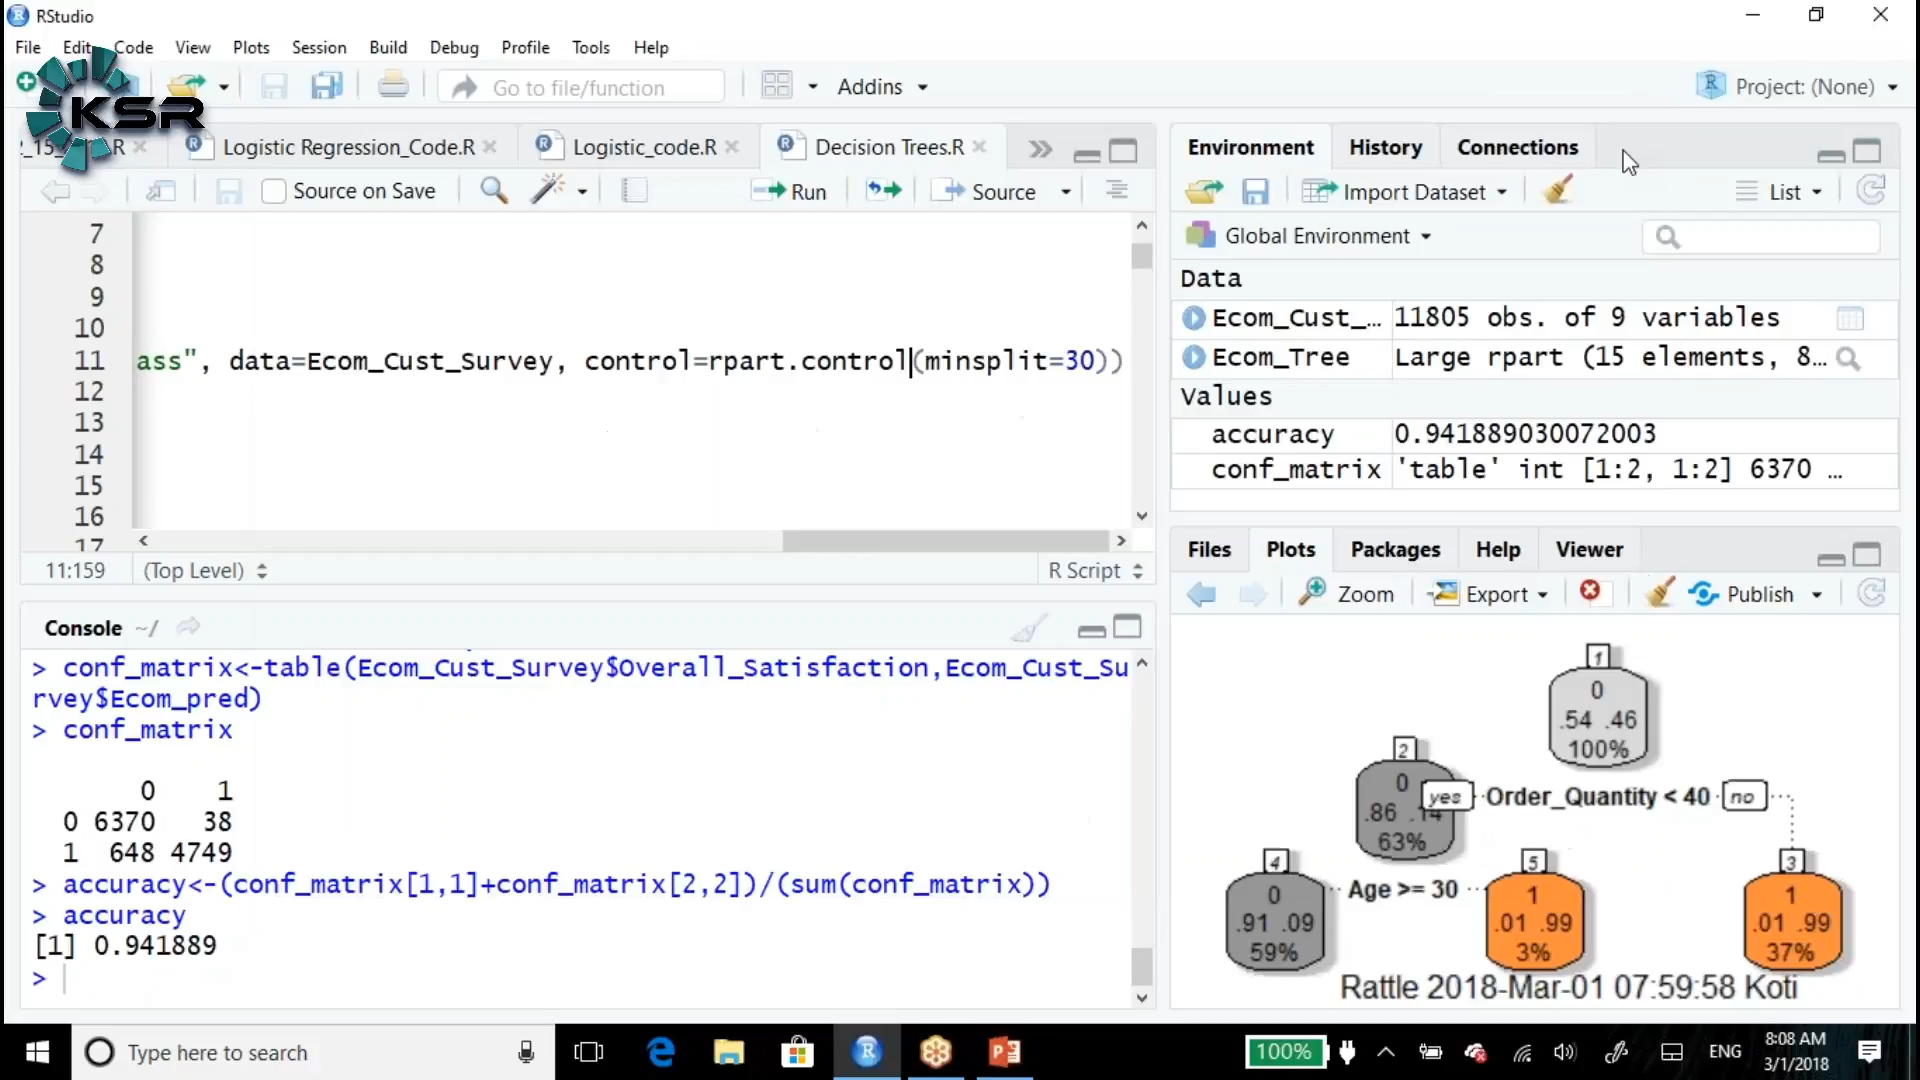 RStudio
File Edit Code View Plots Session Build Debug Profile Tools Help
KSR
Go to file/function
Addins
Project: (None)
Logistic Regression_Code.R
Logistic_code.R
Decision Trees.R
Source on Save
Run
Source
7
8
9
10
11 ass", data=Ecom_Cust_Survey, control=rpart.control(minsplit=30))
12
13
14
15
16
17
11:159 (Top Level) R Script
Console ~/
> conf_matrix<-table(Ecom_Cust_Survey$Overall_Satisfaction,Ecom_Cust_Su
rvey$Ecom_pred)
> conf_matrix
0 1
0 6370 38
1 648 4749
> accuracy<-(conf_matrix[1,1]+conf_matrix[2,2])/(sum(conf_matrix))
> accuracy
[1] 0.941889
>
Environment History Connections
Import Dataset
List
Global Environment
Data
Ecom_Cust_... 11805 obs. of 9 variables
Ecom_Tree Large rpart (15 elements, 8...
Values
accuracy 0.941889030072003
conf_matrix 'table' int [1:2, 1:2] 6370 ...
Files Plots Packages Help Viewer
Zoom Export Publish
1
0
.54 .46
100%
2
0
.86 .14
63%
yes Order_Quantity < 40 no
4
0
.91 .09
59%
Age >= 30
5
1
.01 .99
3%
3
1
.01 .99
37%
Rattle 2018-Mar-01 07:59:58 Koti
Type here to search
100%
ENG
8:08 AM
3/1/2018